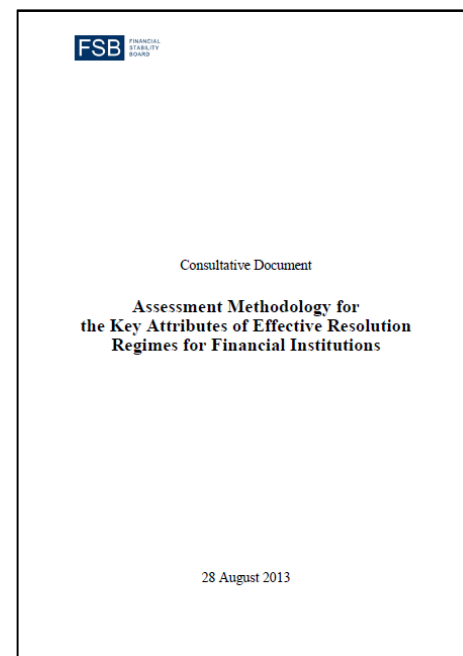 FSB FINANCIAL
STABILITY
BOARD
Consultative Document
Assessment Methodology for
the Key Attributes of Effective Resolution
Regimes for Financial Institutions
28 August 2013